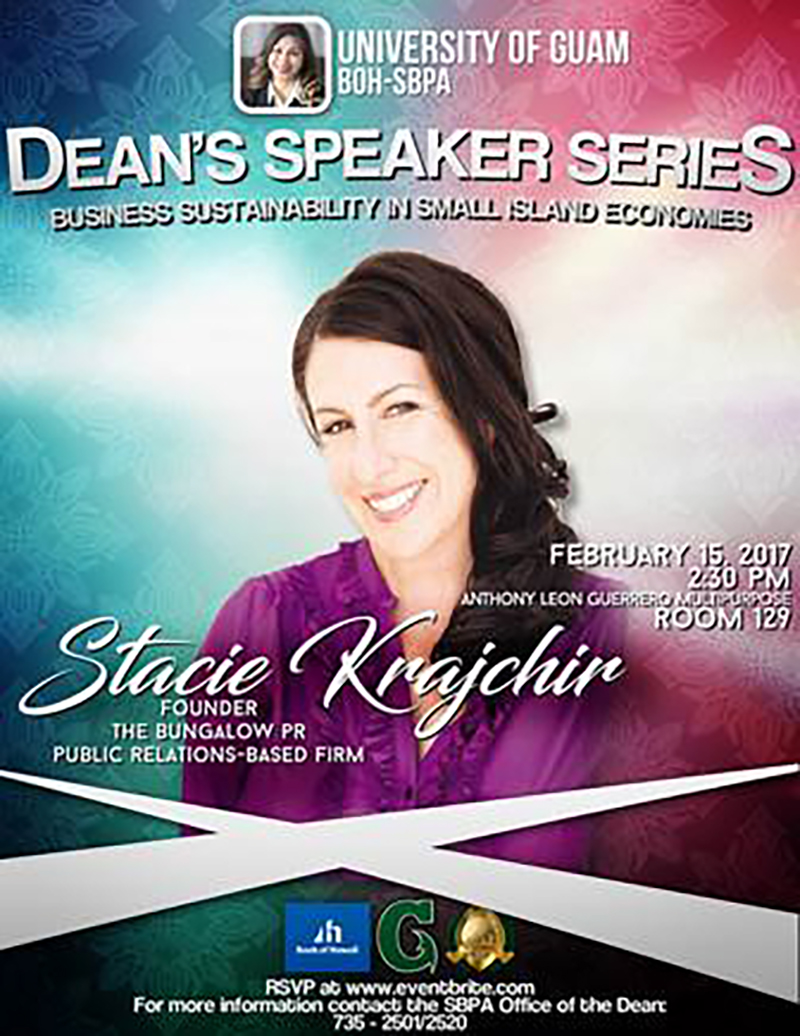 UNIVERSITY OF GUAM
BOH-SBPA
DEAN'S SPEAKER SERIES
BUSINESS SUSTAINABILITY IN SMALL ISLAND ECONOMIES
FEBRUARY 15, 2017
2:30 PM
ANTHONY LEON GUERRERO MULTIPURPOSE
ROOM 129
Stacie Krajchir
FOUNDER
THE BUNGALOW PR
PUBLIC RELATIONS-BASED FIRM
Bank of Hawaii
G
RSVP at www.eventbrite.com
For more information contact the SBPA Office of the Dean:
735 - 2501/2520